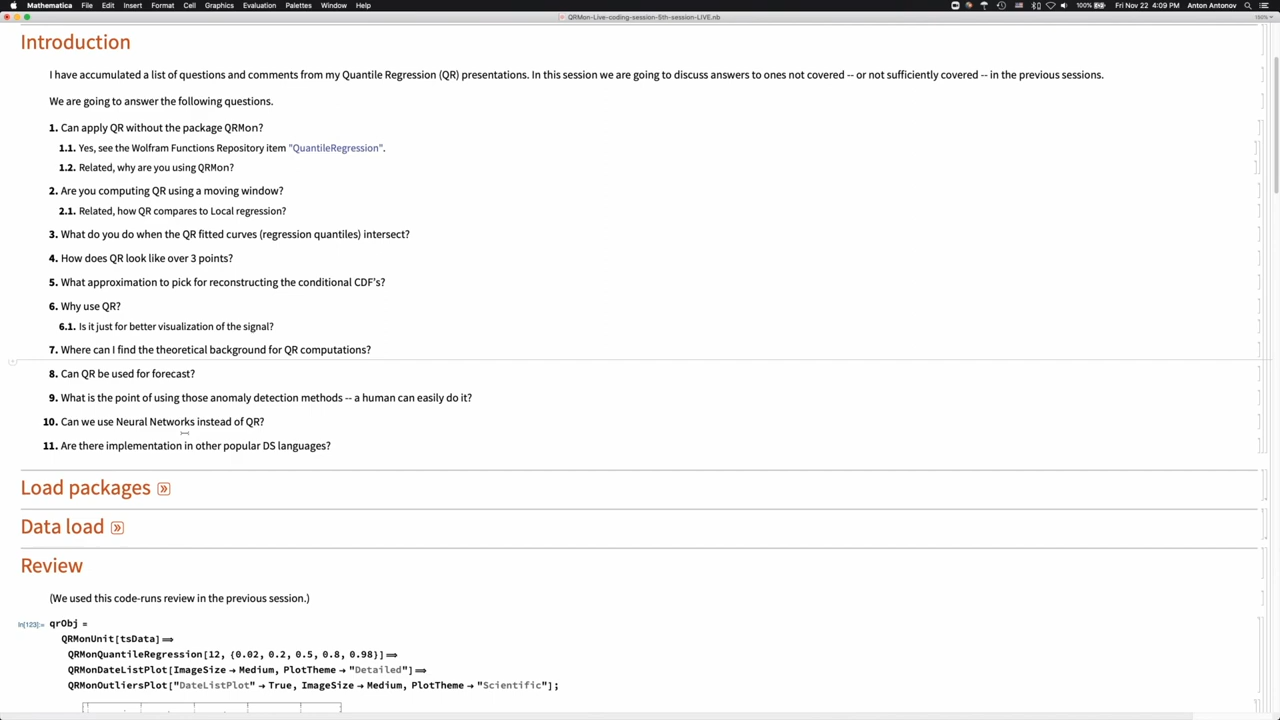 Mathematica File Edit Insert Format Cell Graphics Evaluation Palettes Window Help 100% Fri Nov 22 4:09 PM Anton Antonov
QRMon-Live-coding-session-5th-session-LIVE.nb
Introduction
I have accumulated a list of questions and comments from my Quantile Regression (QR) presentations. In this session we are going to discuss answers to ones not covered -- or not sufficiently covered -- in the previous sessions.
We are going to answer the following questions.
1. Can apply QR without the package QRMon?
1.1. Yes, see the Wolfram Functions Repository item "QuantileRegression".
1.2. Related, why are you using QRMon?
2. Are you computing QR using a moving window?
2.1. Related, how QR compares to Local regression?
3. What do you do when the QR fitted curves (regression quantiles) intersect?
4. How does QR look like over 3 points?
5. What approximation to pick for reconstructing the conditional CDF's?
6. Why use QR?
6.1. Is it just for better visualization of the signal?
7. Where can I find the theoretical background for QR computations?
8. Can QR be used for forecast?
9. What is the point of using those anomaly detection methods -- a human can easily do it?
10. Can we use Neural Networks instead of QR?
11. Are there implementation in other popular DS languages?
Load packages
Data load
Review
(We used this code-runs review in the previous session.)
In[123]:= qrObj =
QRMonUnit[tsData]⟹
QRMonQuantileRegression[12, {0.02, 0.2, 0.5, 0.8, 0.98}]⟹
QRMonDateListPlot[ImageSize → Medium, PlotTheme → "Detailed"]⟹
QRMonOutliersPlot["DateListPlot" → True, ImageSize → Medium, PlotTheme → "Scientific"];